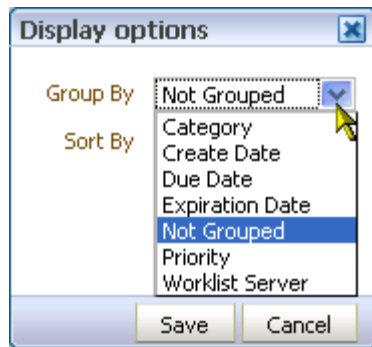 Display options
Group By Not Grouped
Sort By
Category
Create Date
Due Date
Expiration Date
Not Grouped
Priority
Worklist Server
Save Cancel